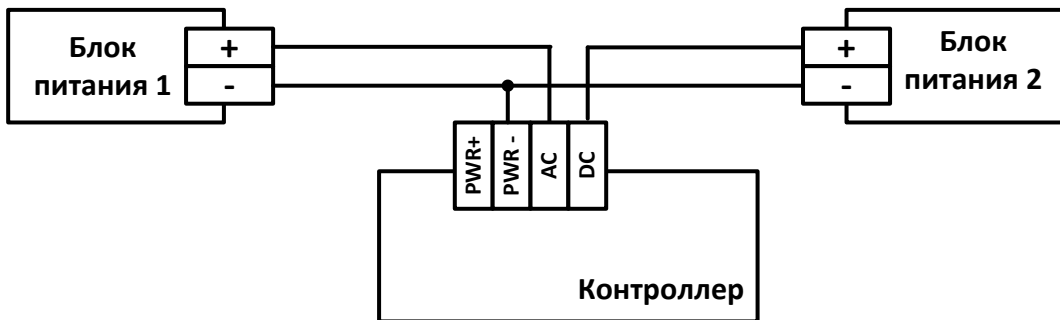 Блок
питания 1
+
-
+
-
Блок
питания 2
PWR+
PWR -
AC
DC
Контроллер